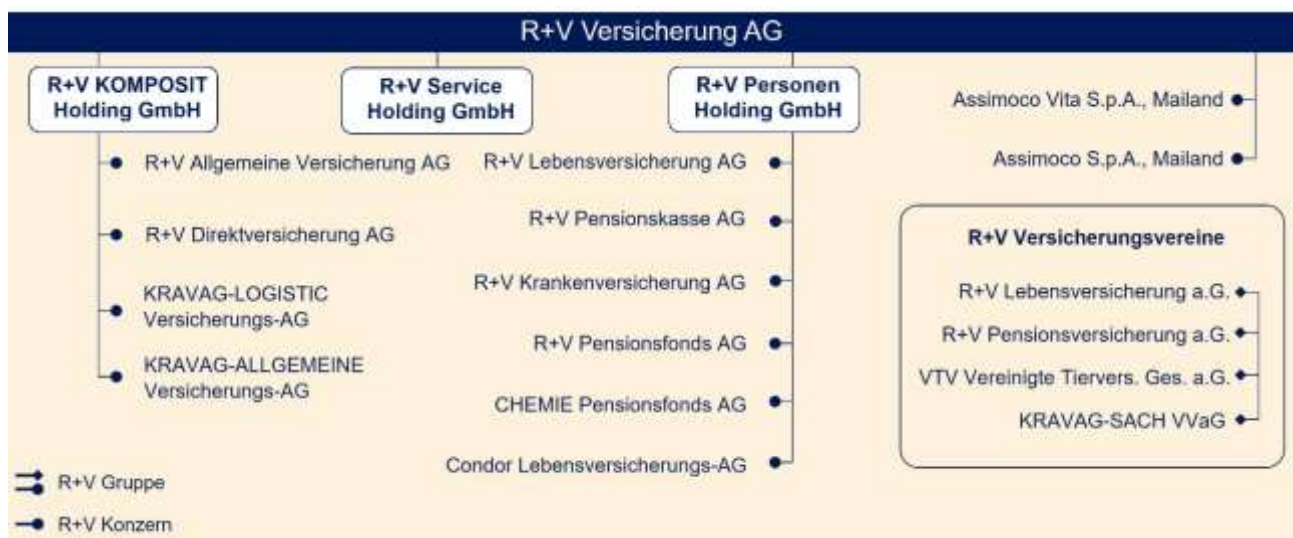 R+V Versicherung AG
R+V KOMPOSIT
Holding GmbH
R+V Allgemeine Versicherung AG
R+V Direktversicherung AG
KRAVAG-LOGISTIC
Versicherungs-AG
KRAVAG-ALLGEMEINE
Versicherungs-AG
R+V Service
Holding GmbH
R+V Personen
Holding GmbH
R+V Lebensversicherung AG
R+V Pensionskasse AG
R+V Krankenversicherung AG
R+V Pensionsfonds AG
CHEMIE Pensionsfonds AG
Condor Lebensversicherungs-AG
Assimoco Vita S.p.A., Mailand
Assimoco S.p.A., Mailand
R+V Versicherungsvereine
R+V Lebensversicherung a.G.
R+V Pensionsversicherung a.G.
VTV Vereinigte Tiervers. Ges. a.G.
KRAVAG-SACH VVaG
R+V Gruppe
R+V Konzern